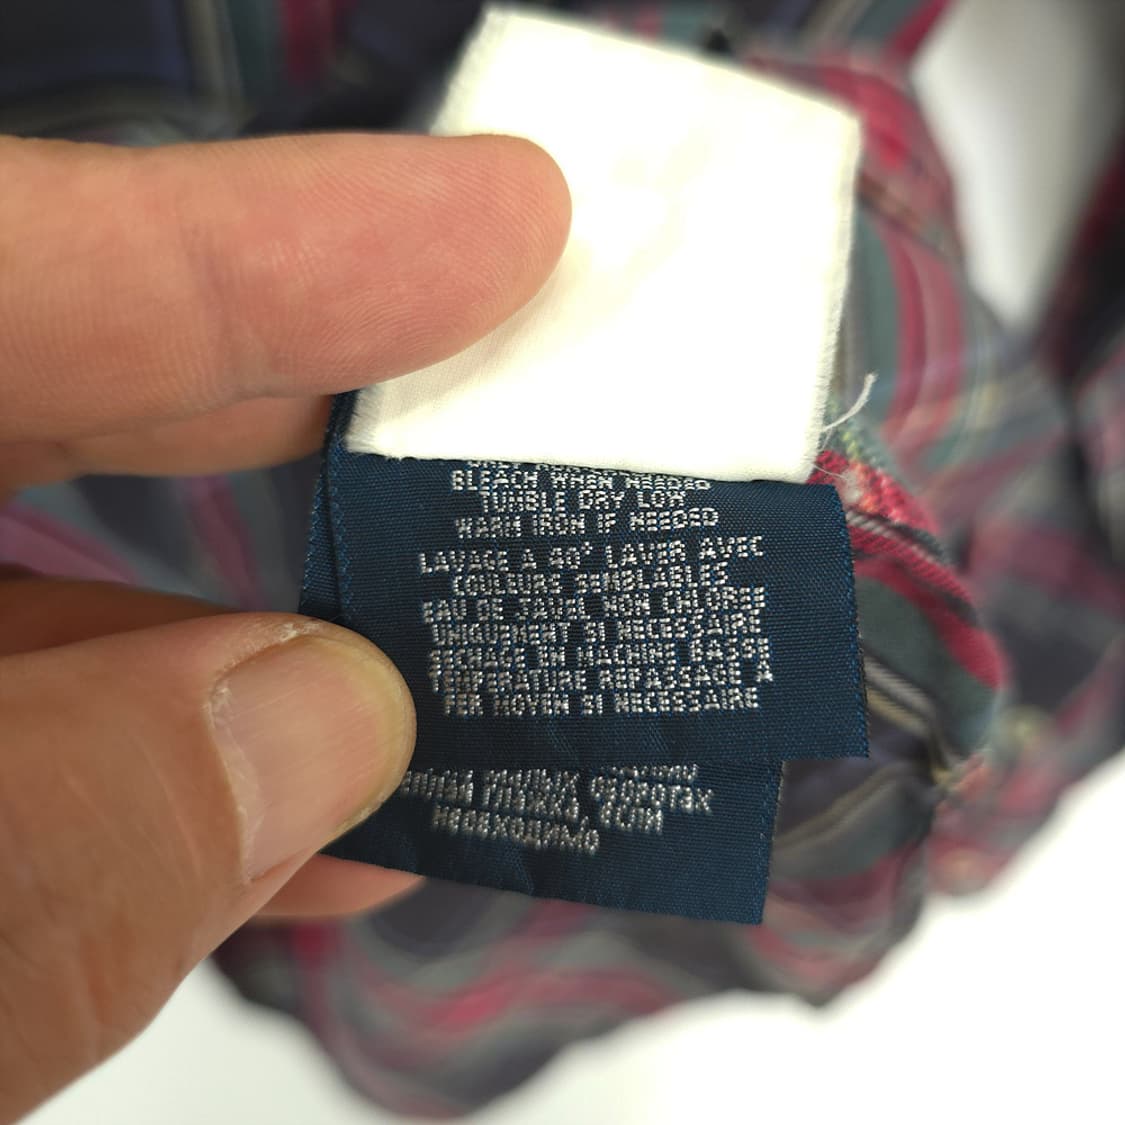 BLEACH WHEN NEEDED
TUMBLE DRY LOW
WARM IRON IF NEEDED
LAVAGE A 40° LAVER AVEC
COULEURS SEMBLABLES
EAU DE JAVEL NON CHLOREE
UNIQUEMENT SI NECESSAIRE
SECHAGE EN MACHINE BASSE
TEMPERATURE REPASSAGE A
FER MOYEN SI NECESSAIRE
НЕОБХОДИМО